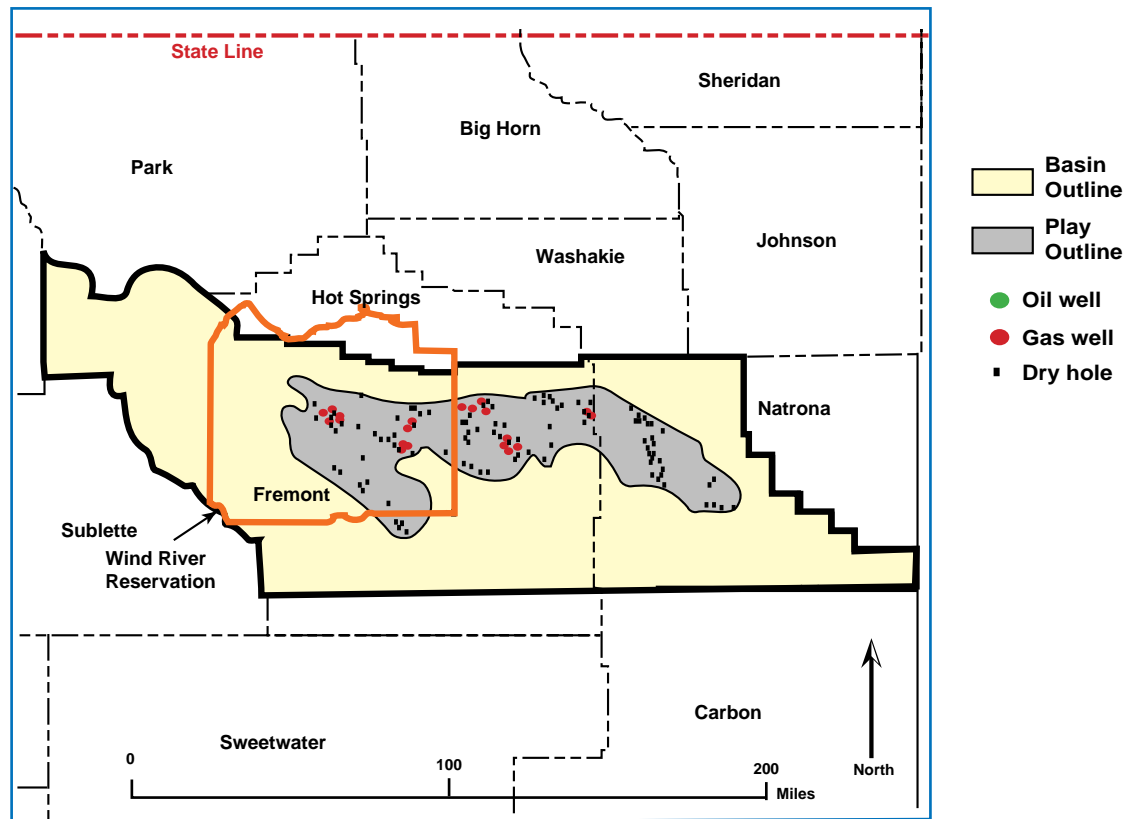 State Line
Sheridan
Big Horn
Park
Johnson
Washakie
Hot Springs
Natrona
Fremont
Sublette
Wind River
Reservation
Carbon
Sweetwater
0
100
200
Miles
North
Basin
Outline
Play
Outline
Oil well
Gas well
Dry hole